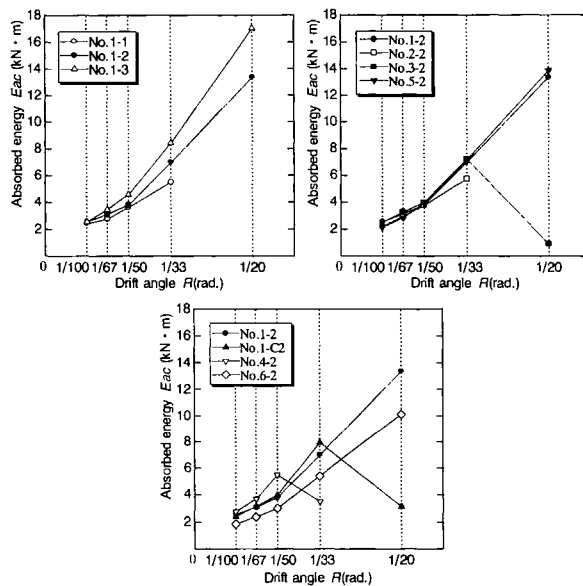 Absorbed energy Eac (kN·m)
18
16
14
12
10
8
6
4
2
No.1-1
No.1-2
No.1-3
0 1/100 1/67 1/50 1/33 1/20
Drift angle R(rad.)
Absorbed energy Eac (kN·m)
18
16
14
12
10
8
6
4
2
No.1-2
No.2-2
No.3-2
No.5-2
0 1/100 1/67 1/50 1/33 1/20
Drift angle R(rad.)
Absorbed energy Eac (kN·m)
18
16
14
12
10
8
6
4
2
No.1-2
No.1-C2
No.4-2
No.6-2
0 1/100 1/67 1/50 1/33 1/20
Drift angle R(rad.)